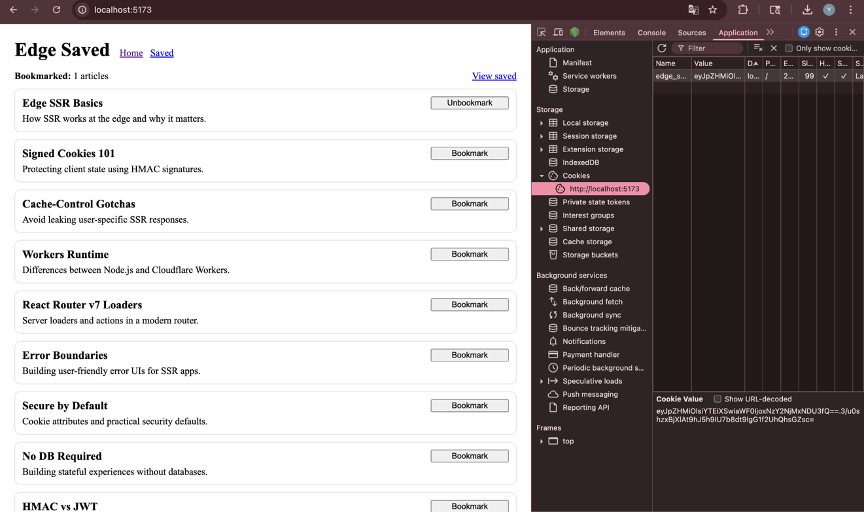 localhost:5173
Edge Saved Home Saved
Bookmarked: 1 articles View saved
Edge SSR Basics Unbookmark
How SSR works at the edge and why it matters.
Signed Cookies 101 Bookmark
Protecting client state using HMAC signatures.
Cache-Control Gotchas Bookmark
Avoid leaking user-specific SSR responses.
Workers Runtime Bookmark
Differences between Node.js and Cloudflare Workers.
React Router v7 Loaders Bookmark
Server loaders and actions in a modern router.
Error Boundaries Bookmark
Building user-friendly error UIs for SSR apps.
Secure by Default Bookmark
Cookie attributes and practical security defaults.
No DB Required Bookmark
Building stateful experiences without databases.
HMAC vs JWT Bookmark
Elements Console Sources Application
Application
Manifest
Service workers
Storage
Storage
Local storage
Session storage
Extension storage
IndexedDB
Cookies
http://localhost:5173
Private state tokens
Interest groups
Shared storage
Cache storage
Storage buckets
Background services
Back/forward cache
Background fetch
Background sync
Bounce tracking mitiga...
Notifications
Payment handler
Periodic background s...
Speculative loads
Push messaging
Reporting API
Frames
top
Filter Only show cooki...
Name Value D... P... E... Si... H... S... S.
edge_s... eyJpZHMiOl... lo... / 2... 99 ✓ ✓ La
Cookie Value Show URL-decoded